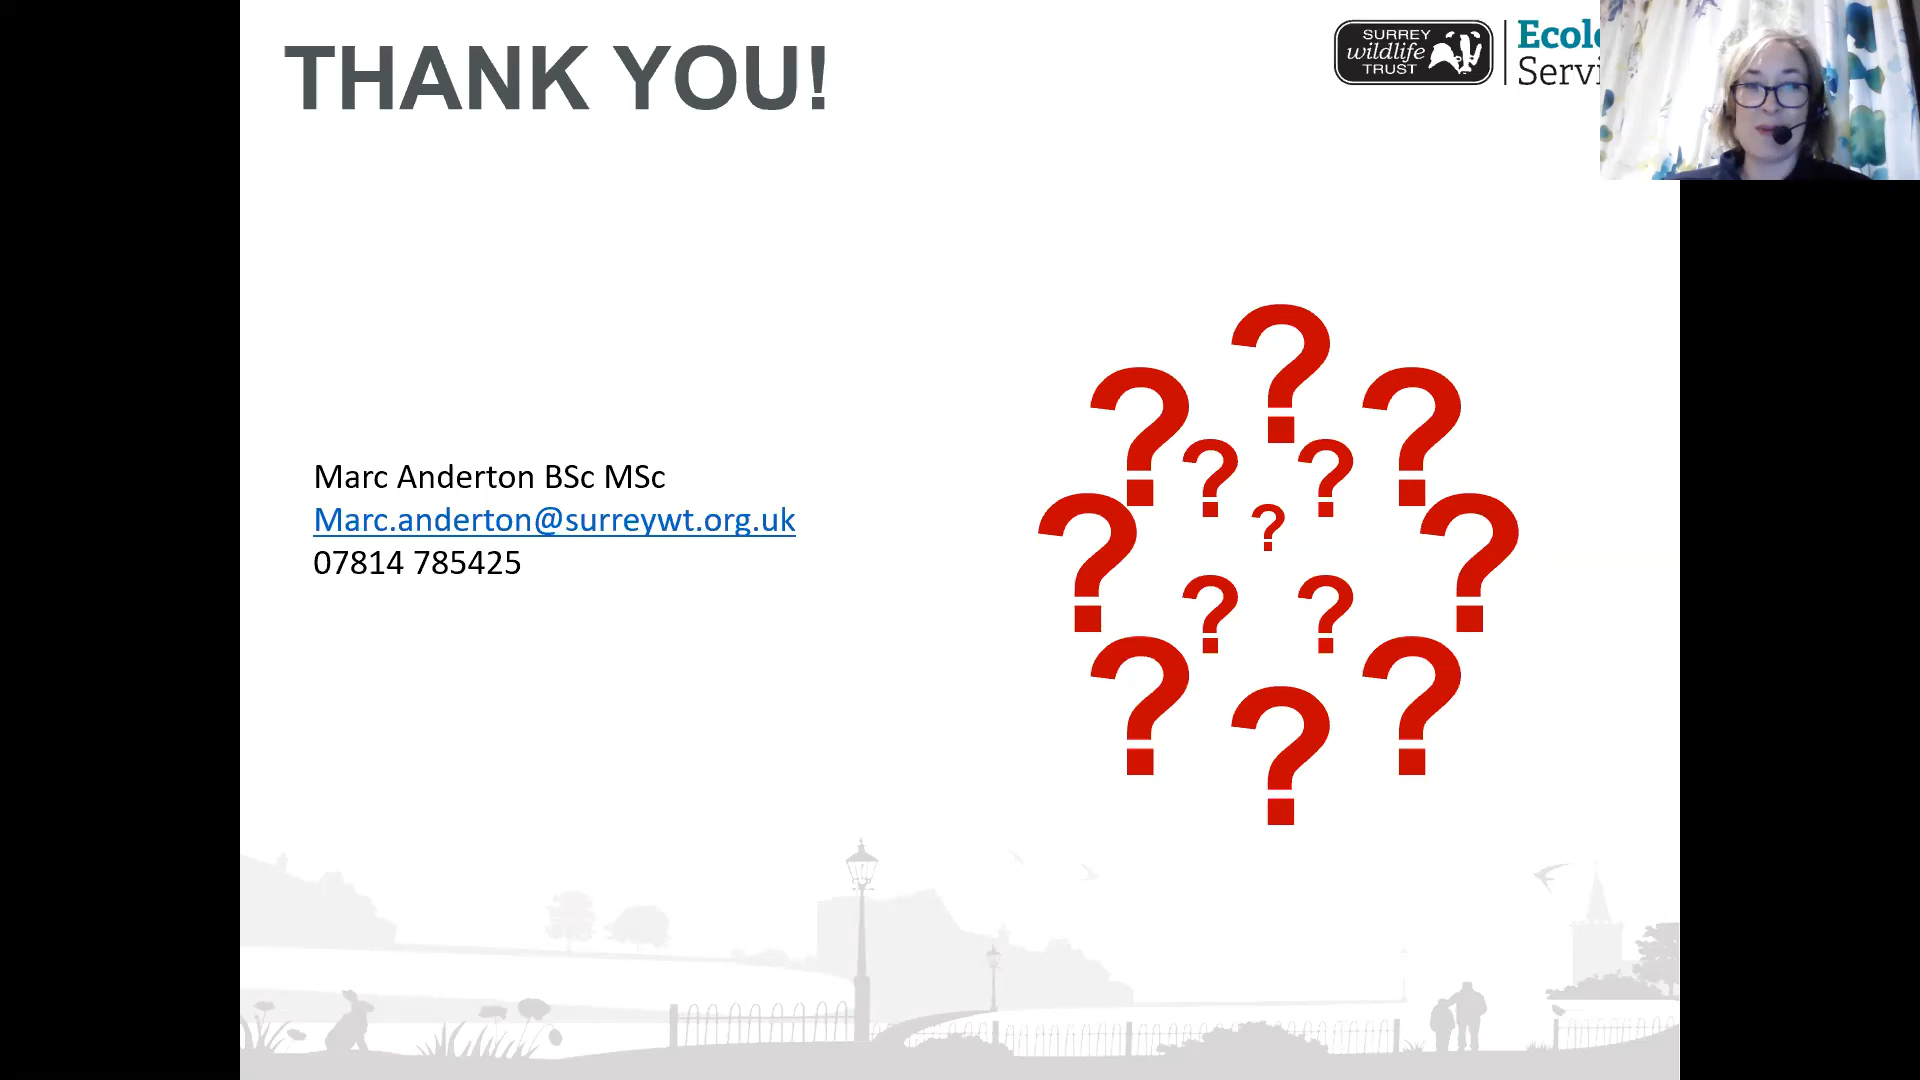 THANK YOU!
SURREY
wildlife
TRUST
Marc Anderton BSc MSc
Marc.anderton@surreywt.org.uk
07814 785425
? ? ? ? ? ? ? ? ? ? ? ? ?